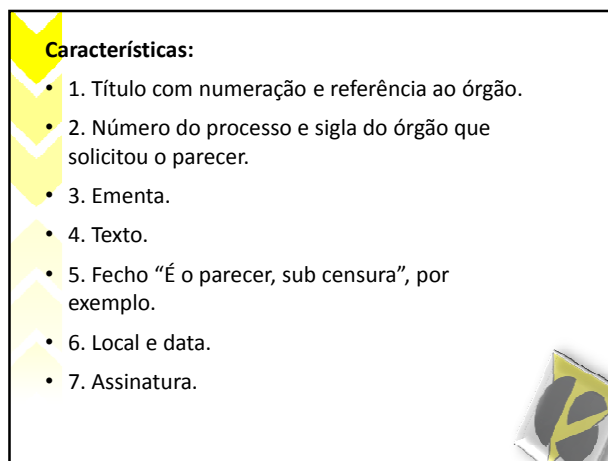 Características:
• 1. Título com numeração e referência ao órgão.
• 2. Número do processo e sigla do órgão que
solicitou o parecer.
• 3. Ementa.
• 4. Texto.
• 5. Fecho “É o parecer, sub censura”, por
exemplo.
• 6. Local e data.
• 7. Assinatura.